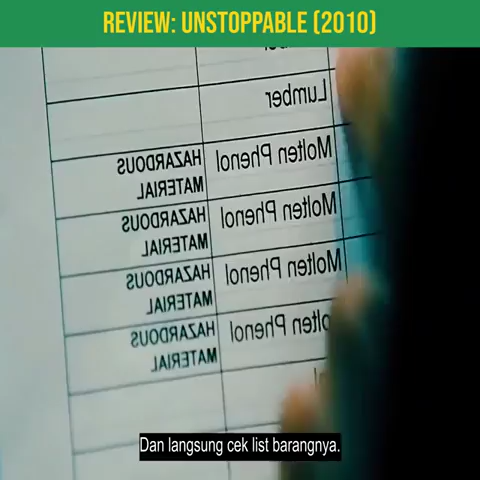 REVIEW: UNSTOPPABLE (2010)
Lumber
HAZARDOUS MATERIAL Molten Phenol
HAZARDOUS MATERIAL Molten Phenol
HAZARDOUS MATERIAL Molten Phenol
HAZARDOUS MATERIAL Phenol
Dan langsung cek list barangnya.